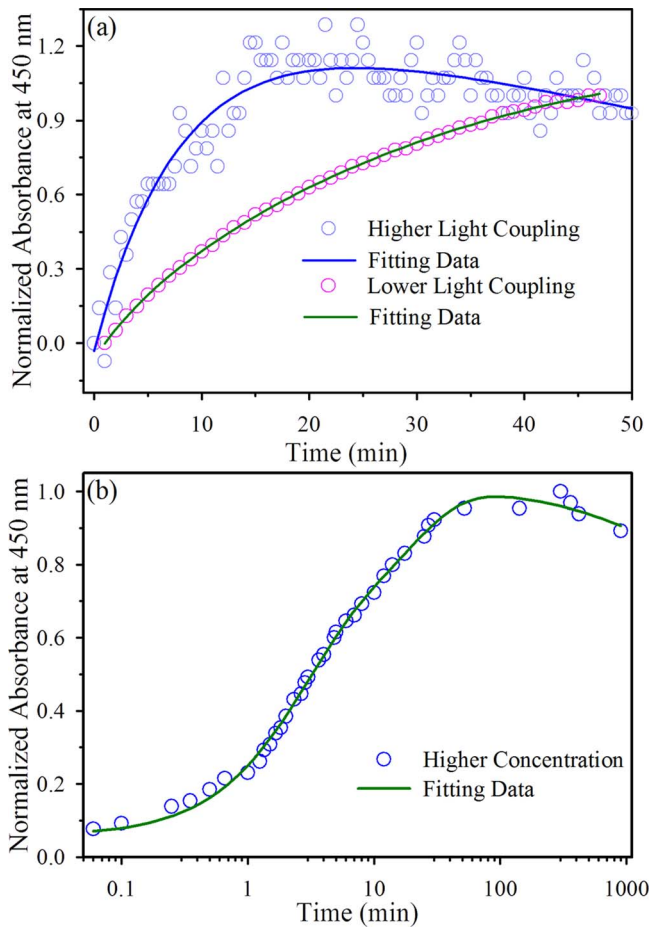 (a)
Normalized Absorbance at 450 nm
1.2
0.9
0.6
0.3
0.0
Higher Light Coupling
Fitting Data
Lower Light Coupling
Fitting Data
0 10 20 30 40 50
Time (min)
(b)
Normalized Absorbance at 450 nm
1.0
0.8
0.6
0.4
0.2
0.0
Higher Concentration
Fitting Data
0.1 1 10 100 1000
Time (min)